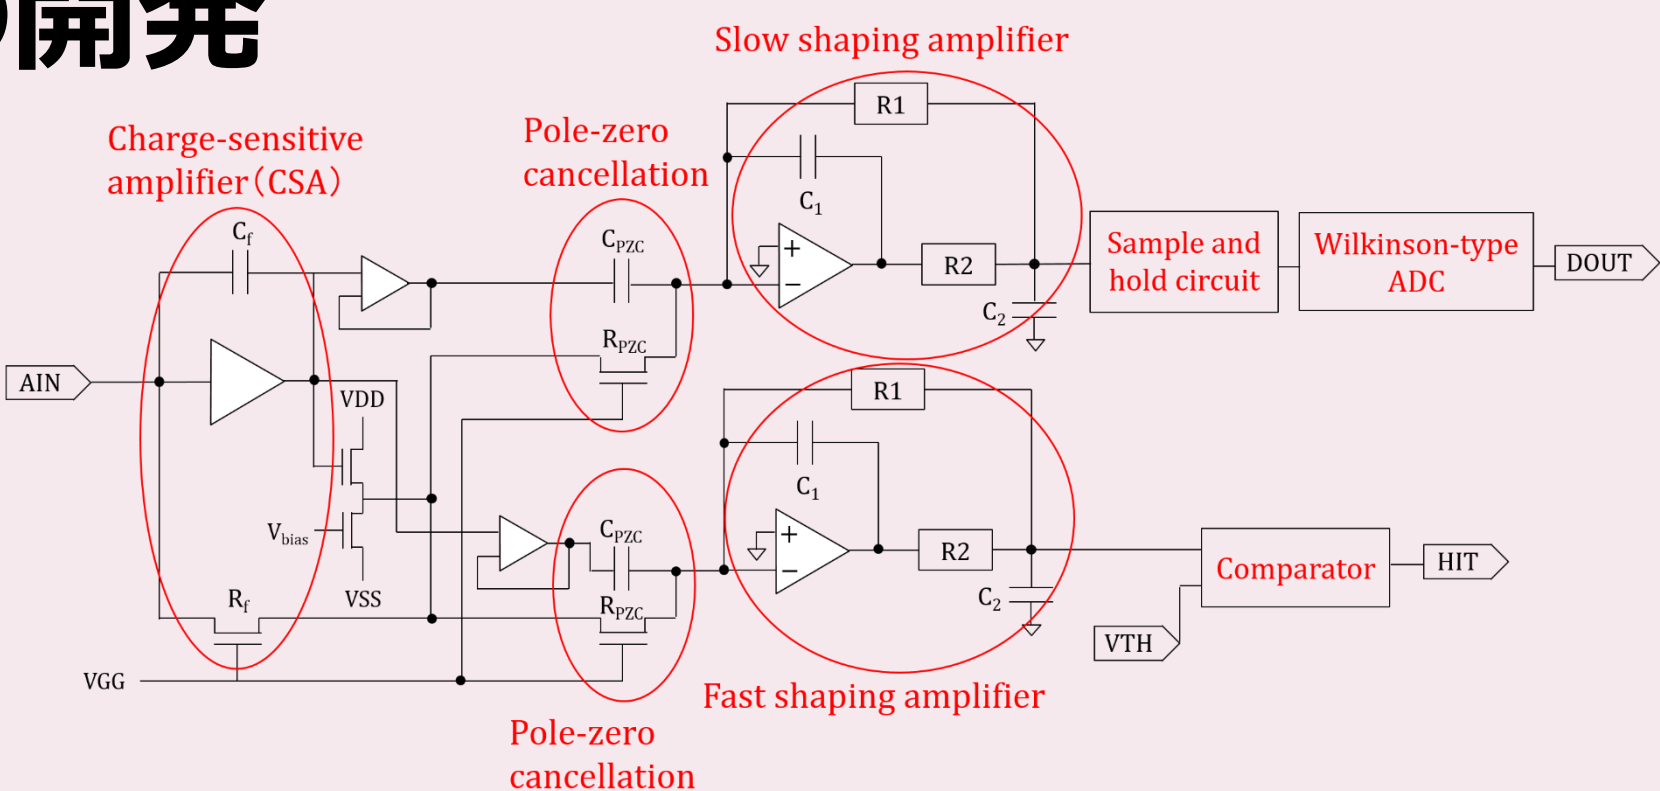 開発
Slow shaping amplifier
R1
Charge-sensitive
amplifier（CSA）
Pole-zero
cancellation
C1
Cf
CPZC
+
−
R2
C2
Sample and
hold circuit
Wilkinson-type
ADC
DOUT
RPZC
AIN
VDD
R1
C1
Vbias
CPZC
+
−
R2
C2
Comparator
HIT
VSS
Rf
RPZC
VTH
VGG
Fast shaping amplifier
Pole-zero
cancellation